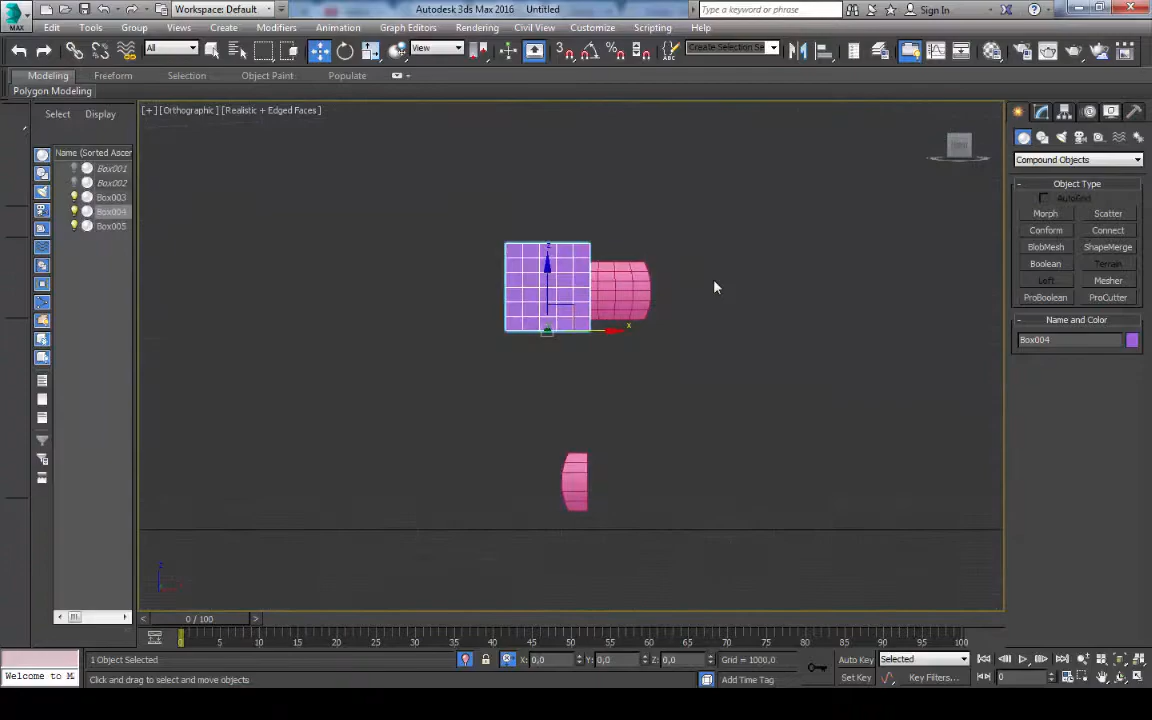 MAX Workspace: Default Autodesk 3ds Max 2016 Untitled Type a keyword or phrase Sign In
Edit Tools Group Views Create Modifiers Animation Graph Editors Rendering Civil View Customize Scripting Help
All View 3 Create Selection Se
Modeling Freeform Selection Object Paint Populate
Polygon Modeling
Select Display
[+] [Orthographic] [Realistic + Edged Faces]
Name (Sorted Ascen
Box001
Box002
Box003
Box004
Box005
z
x
Compound Objects
Object Type
AutoGrid
Morph Scatter
Conform Connect
BlobMesh ShapeMerge
Boolean Terrain
Loft Mesher
ProBoolean ProCutter
Name and Color
Box004
0 / 100
0 5 10 15 20 25 30 35 40 45 50 55 60 65 70 75 80 85 90 95 100
1 Object Selected X: 0,0 Y: 0,0 Z: 0,0 Grid = 1000,0 Auto Key Selected
Welcome to M. Click and drag to select and move objects Add Time Tag Set Key Key Filters... 0